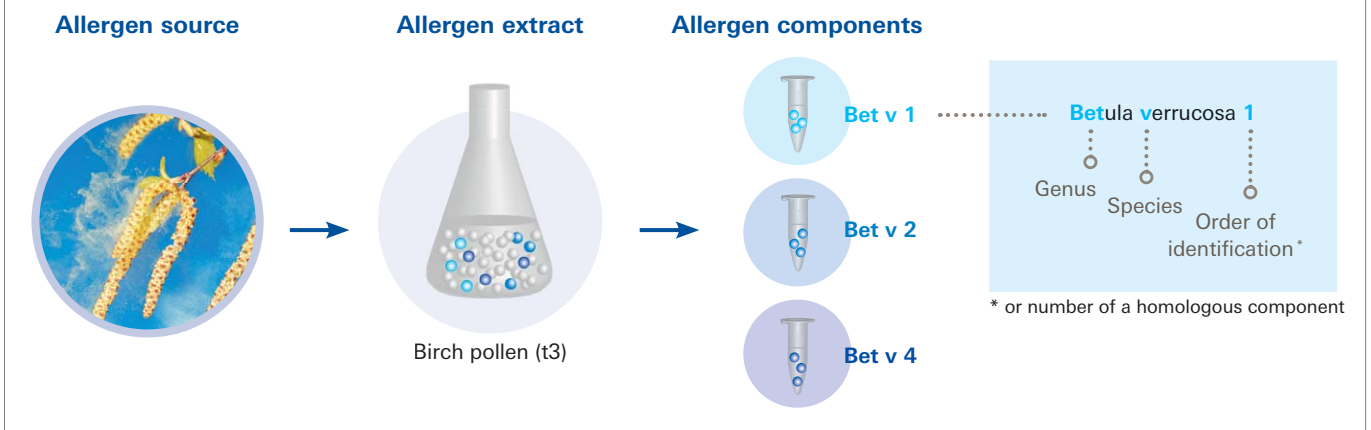 Allergen source
Allergen extract
Allergen components
Birch pollen (t3)
Bet v 1
Bet v 2
Bet v 4
Betula verrucosa 1
Genus
Species
Order of
identification*
* or number of a homologous component